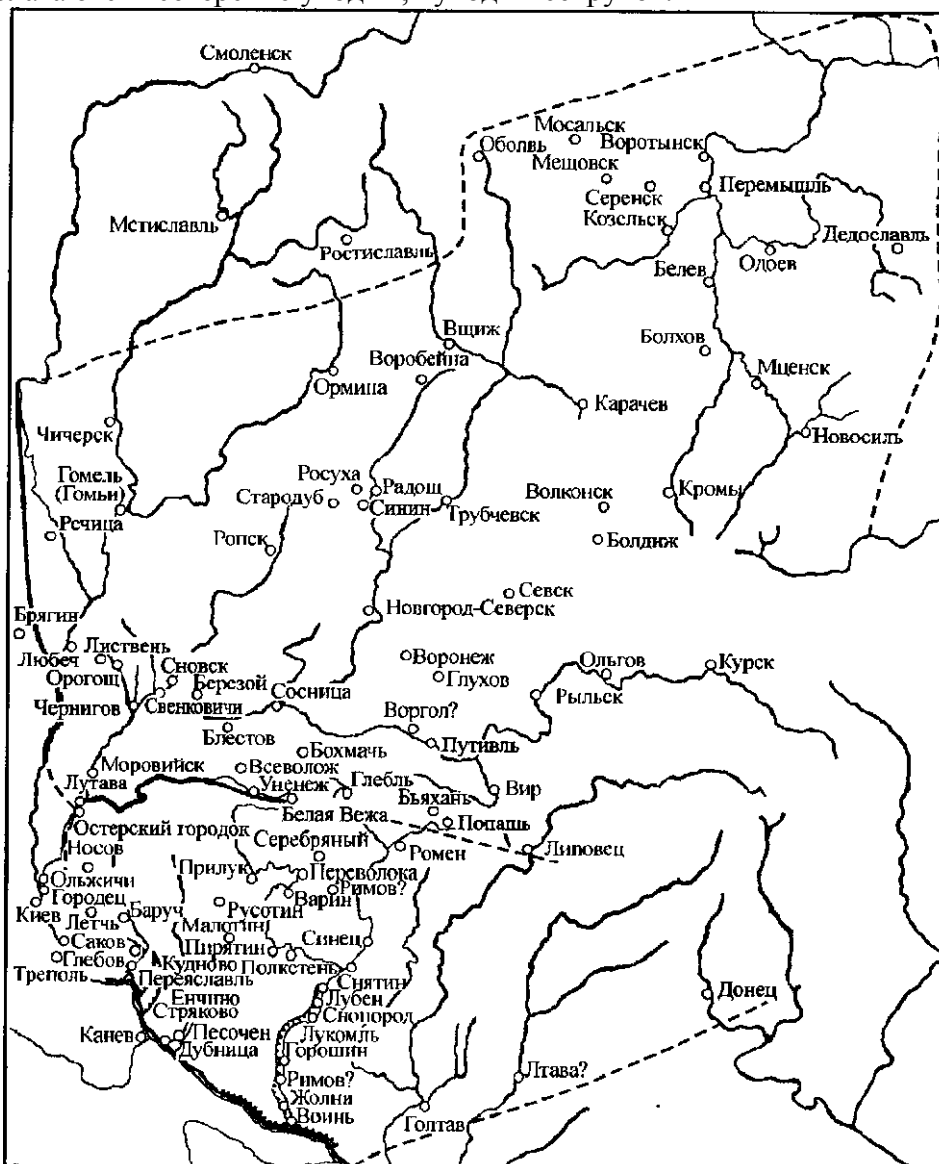 Смоленск
Мосальск
Оболвь
Воротынск
Мещовск
Серенск
Перемышль
Козельск
Мстиславль
Ростиславль
Дедославль
Одоев
Белев
Вщиж
Воробейна
Болхов
Ормина
Мценск
Карачев
Чичерск
Новосиль
Гомель
(Гомьи)
Росуха
Радощ
Стародуб
Синин
Трубчевск
Волконск
Кромы
Речица
Ропск
Болдиж
Севск
Новгород-Северск
Брягин
Любеч
Листвень
Орогощ
Сновск
Березой
Воронеж
Глухов
Ольгов
Курск
Чернигов
Свенковичи
Сосница
Рыльск
Воргол?
Блестов
Путивль
Бохмачь
Моровийск
Всеволож
Глебль
Вир
Лутава
Уненеж
Бьяхань
Белая Вежа
Попашь
Остерский городок
Серебряный
Ромен
Липовец
Носов
Прилук
Переволока
Ольжичи
Римов?
Городец
Варин
Киев
Баруч
Русотин
Летчь
Малотин
Саков
Пирятин
Синец
Глебов
Кудново
Полкстень
Треполь
Переяславль
Снятин
Донец
Енчино
Лубен
Стряково
Снопород
Канев
Песочен
Лукомль
Дубница
Горошин
Римов?
Лтава?
Жолни
Воинь
Голтав